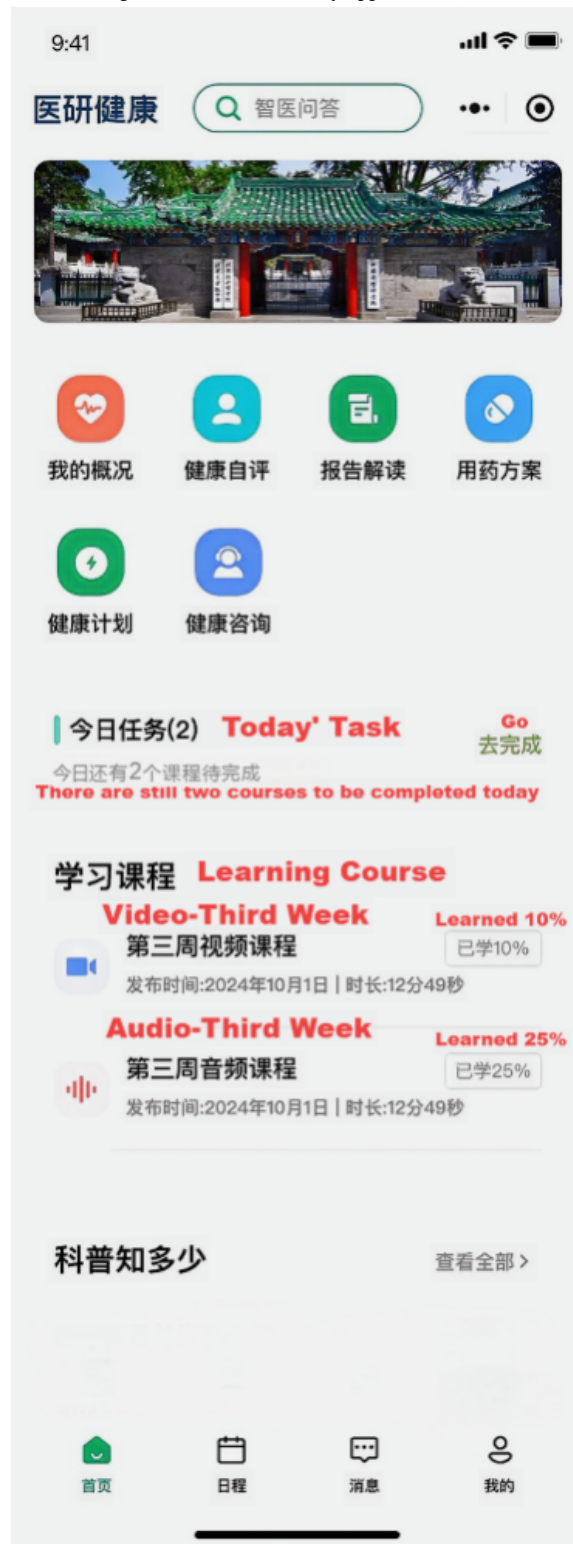 9:41
医研健康
智医问答
我的概况 健康自评 报告解读 用药方案
健康计划 健康咨询
今日任务(2) Today' Task Go
去完成
今日还有2个课程待完成
There are still two courses to be completed today
学习课程 Learning Course
Video-Third Week Learned 10%
第三周视频课程 已学10%
发布时间:2024年10月1日 | 时长:12分49秒
Audio-Third Week Learned 25%
第三周音频课程 已学25%
发布时间:2024年10月1日 | 时长:12分49秒
科普知多少 查看全部 >
首页 日程 消息 我的